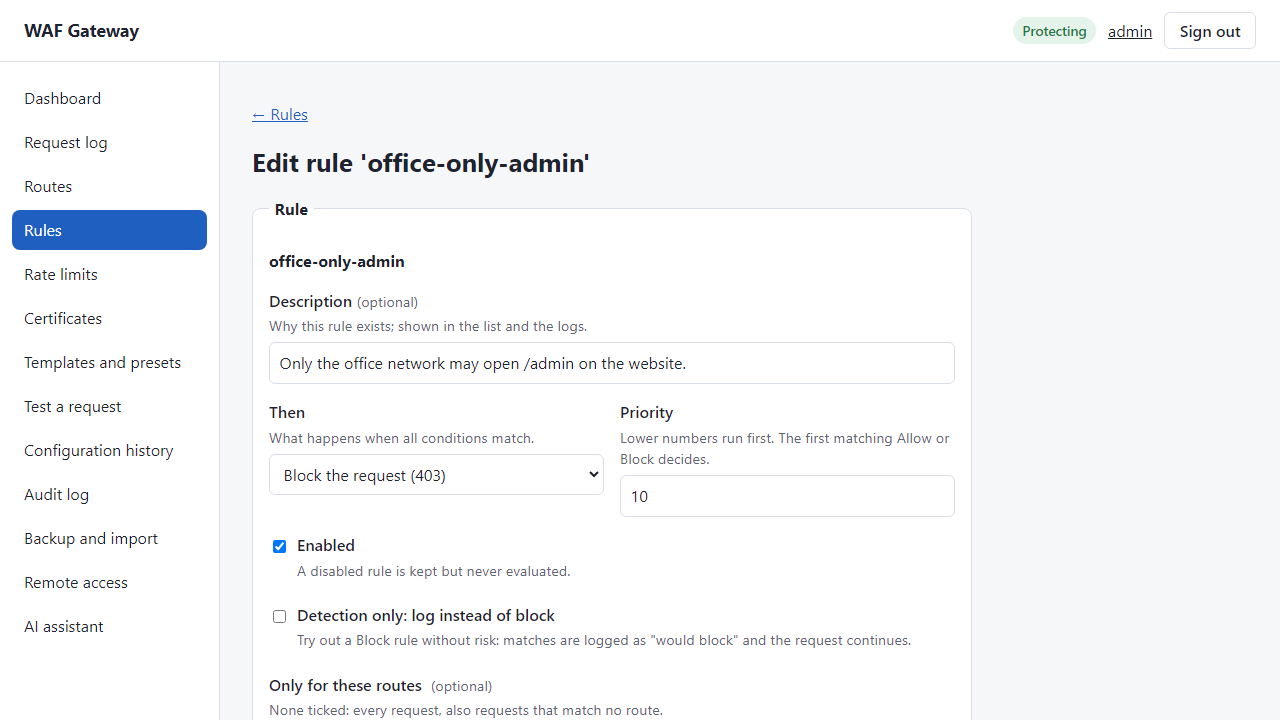 WAF Gateway
Protecting
admin
Sign out
Dashboard
Request log
Routes
Rules
Rate limits
Certificates
Templates and presets
Test a request
Configuration history
Audit log
Backup and import
Remote access
AI assistant
← Rules
Edit rule 'office-only-admin'
Rule
office-only-admin
Description (optional)
Why this rule exists; shown in the list and the logs.
Only the office network may open /admin on the website.
Then
What happens when all conditions match.
Block the request (403)
Priority
Lower numbers run first. The first matching Allow or
Block decides.
10
Enabled
A disabled rule is kept but never evaluated.
Detection only: log instead of block
Try out a Block rule without risk: matches are logged as "would block" and the request continues.
Only for these routes (optional)
None ticked: every request, also requests that match no route.